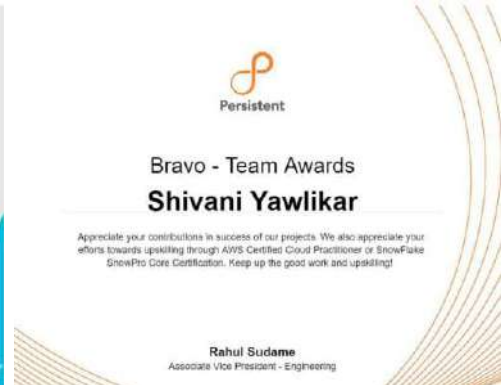 Persistent
Bravo - Team Awards
Shivani Yawlikar
Appreciate your contributions in success of our projects. We also appreciate your
efforts towards upskilling through AWS Certified Cloud Practitioner or SnowFlake
SnowPro Core Certification. Keep up the good work and upskilling!
Rahul Sudame
Associate Vice President - Engineering